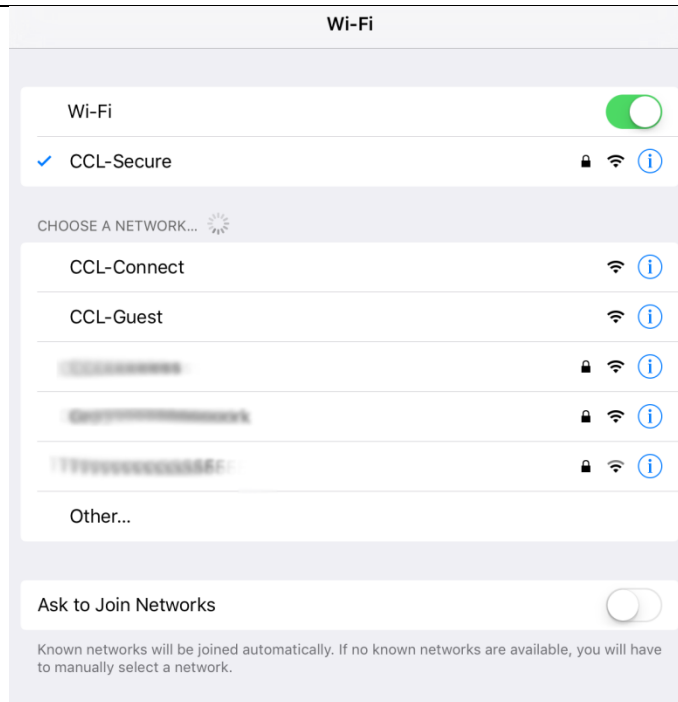 Wi-Fi
Wi-Fi
CCL-Secure
CHOOSE A NETWORK...
CCL-Connect
CCL-Guest
Other...
Ask to Join Networks
Known networks will be joined automatically. If no known networks are available, you will have
to manually select a network.